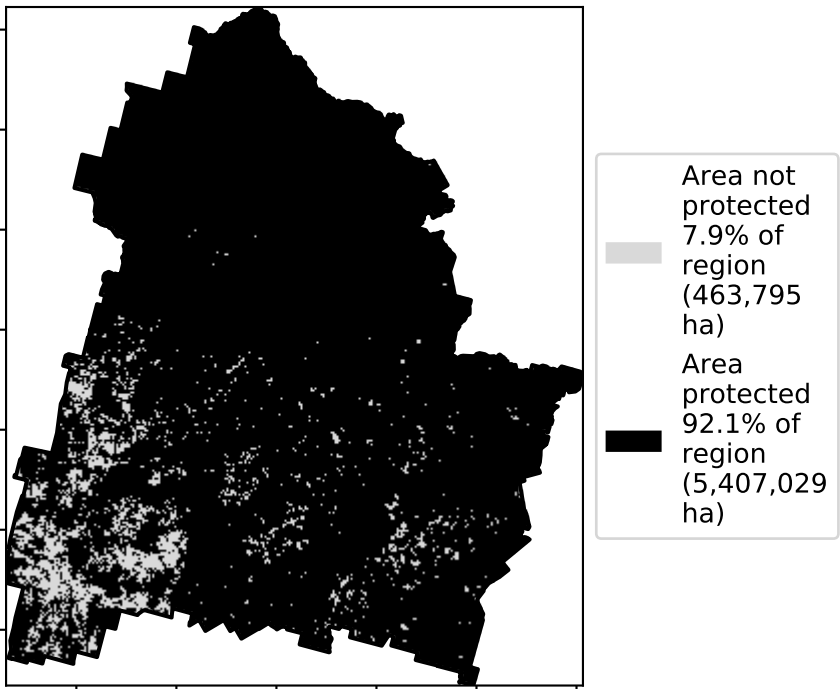 Area not
protected
7.9% of
region
(463,795
ha)
Area
protected
92.1% of
region
(5,407,029
ha)